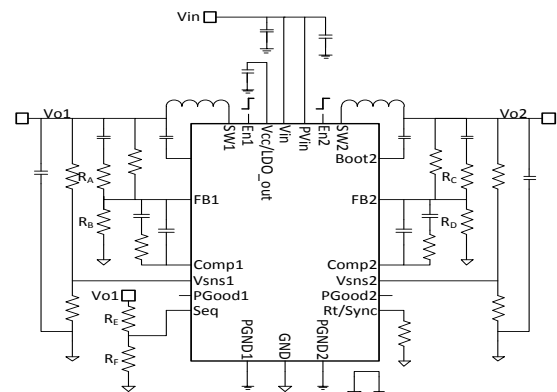 Vin
Vo1
Vo2
SW1
En1
Vcc/LDO_out
Vin
PVin
En2
SW2
Boot2
RA
RC
FB1
FB2
RB
RD
Comp1
Comp2
Vsns1
Vsns2
Vo1
PGood1
PGood2
Seq
Rt/Sync
RE
RF
PGND1
GND
PGND2